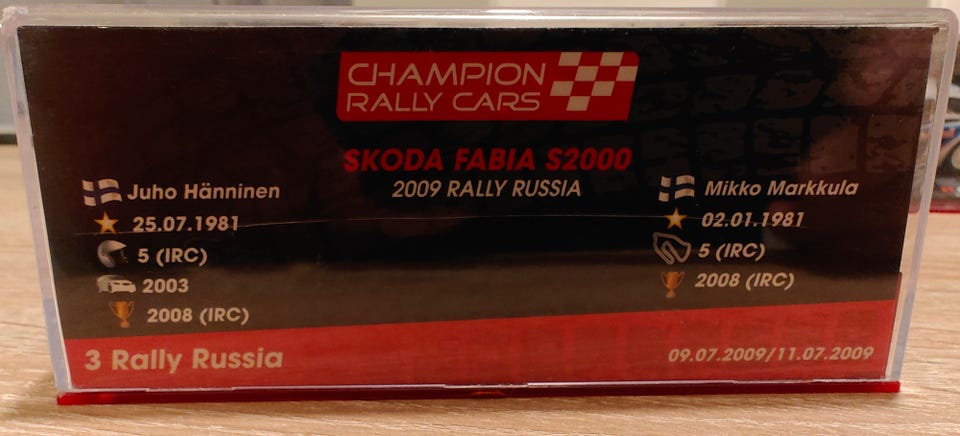 CHAMPION
RALLY CARS
SKODA FABIA S2000
2009 RALLY RUSSIA
Juho Hänninen
25.07.1981
5 (IRC)
2003
2008 (IRC)
Mikko Markkula
02.01.1981
5 (IRC)
2008 (IRC)
3 Rally Russia
09.07.2009/11.07.2009